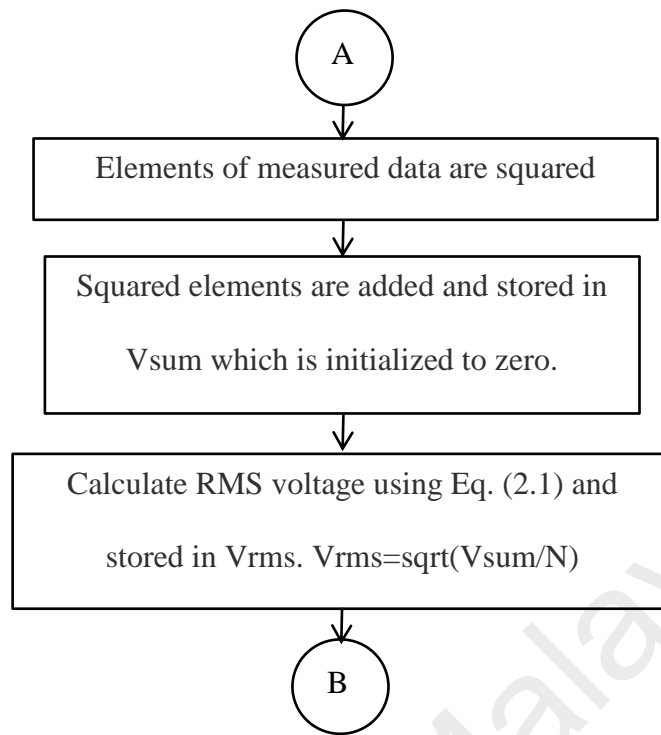 A
Elements of measured data are squared
Squared elements are added and stored in
Vsum which is initialized to zero.
Calculate RMS voltage using Eq. (2.1) and
stored in Vrms. Vrms=sqrt(Vsum/N)
B
Malay